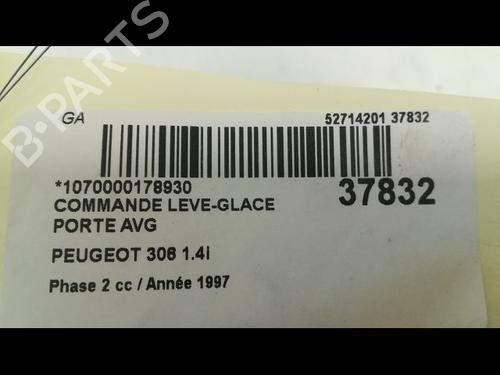 B-PARTS
GA
52714201 37832
*1070000178930
37832
COMMANDE LEVE-GLACE
PORTE AVG
PEUGEOT 306 1.4i
Phase 2 cc / Année 1997